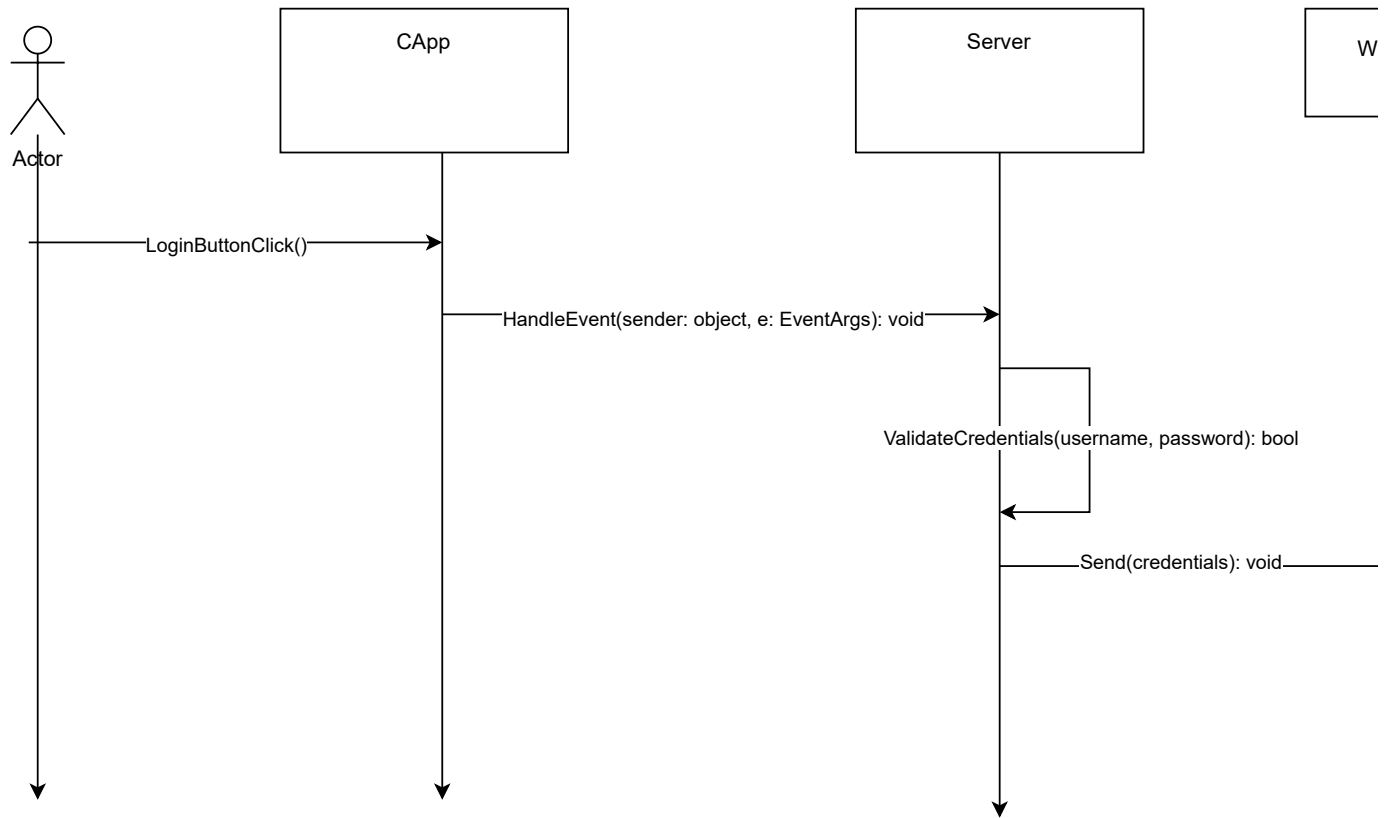 CApp
Server
Actor
LoginButtonClick()
HandleEvent(sender: object, e: EventArgs): void
ValidateCredentials(username, password): bool
Send(credentials): void